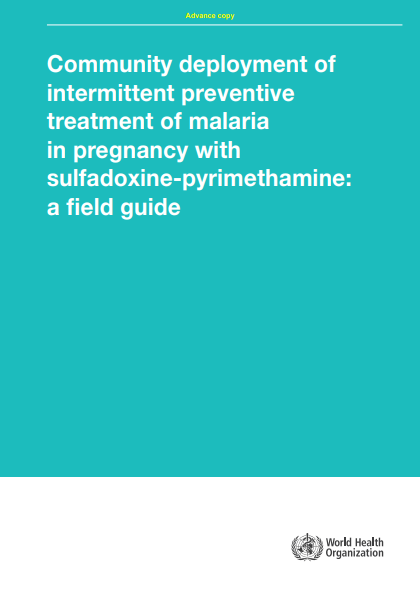 Advance copy
Community deployment of
intermittent preventive
treatment of malaria
in pregnancy with
sulfadoxine-pyrimethamine:
a field guide
World Health
Organization